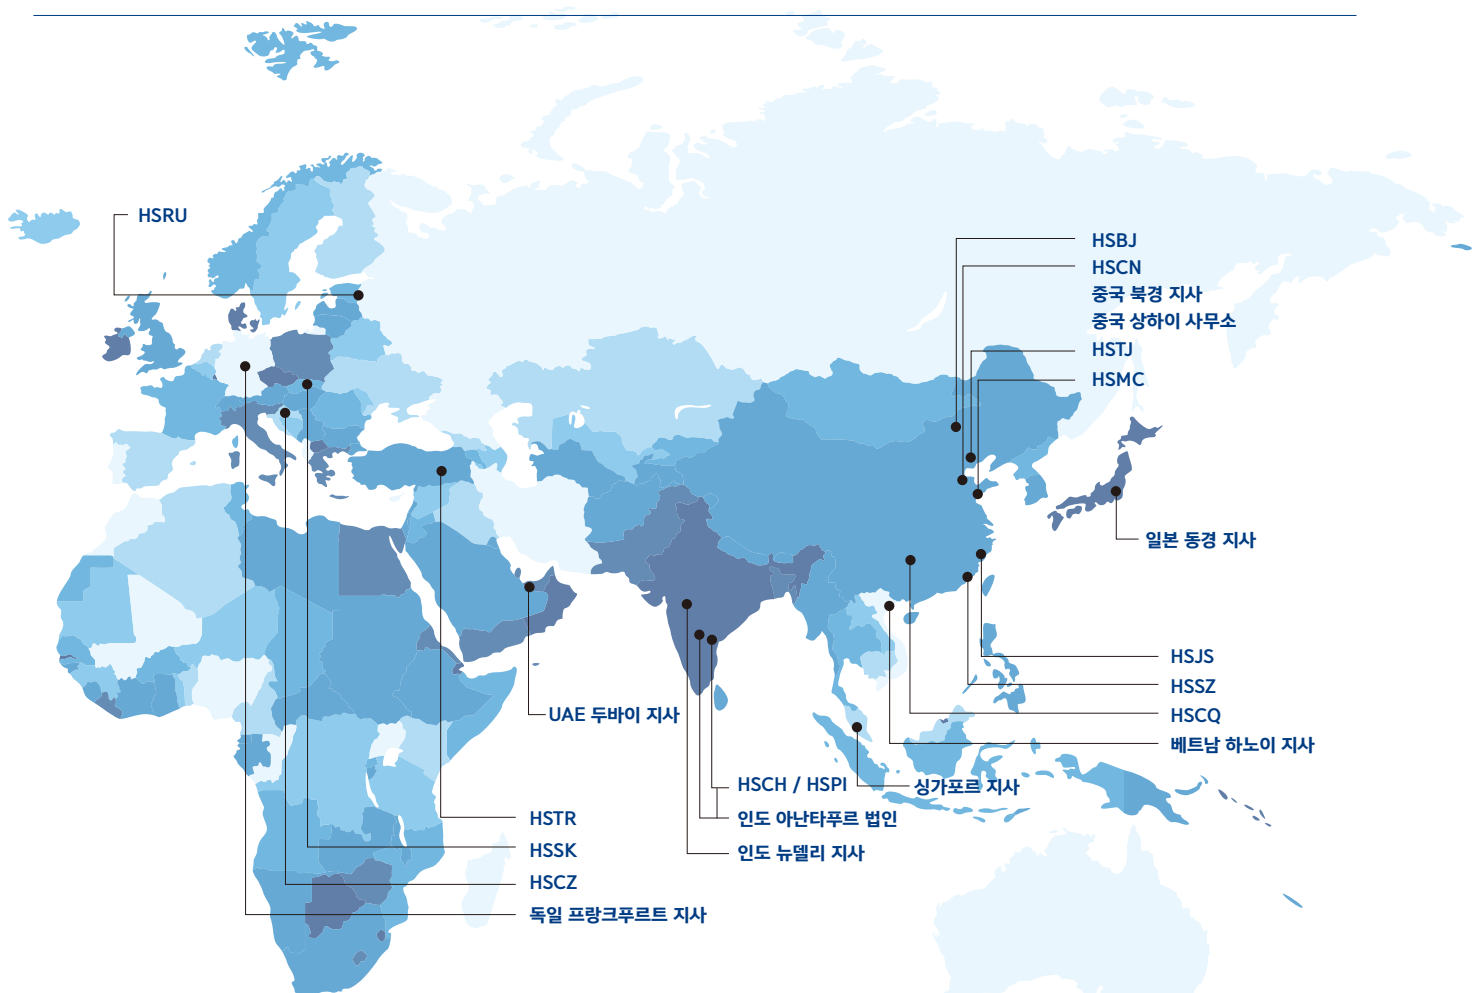 HSRU
HSBJ
HSCN
중국 북경 지사
중국 상하이 사무소
HSTJ
HSMC
일본 동경 지사
HSJS
HSSZ
HSCQ
베트남 하노이 지사
UAE 두바이 지사
HSCH / HSPI
싱가포르 지사
인도 아난타푸르 법인
인도 뉴델리 지사
HSTR
HSSK
HSCZ
독일 프랑크푸르트 지사